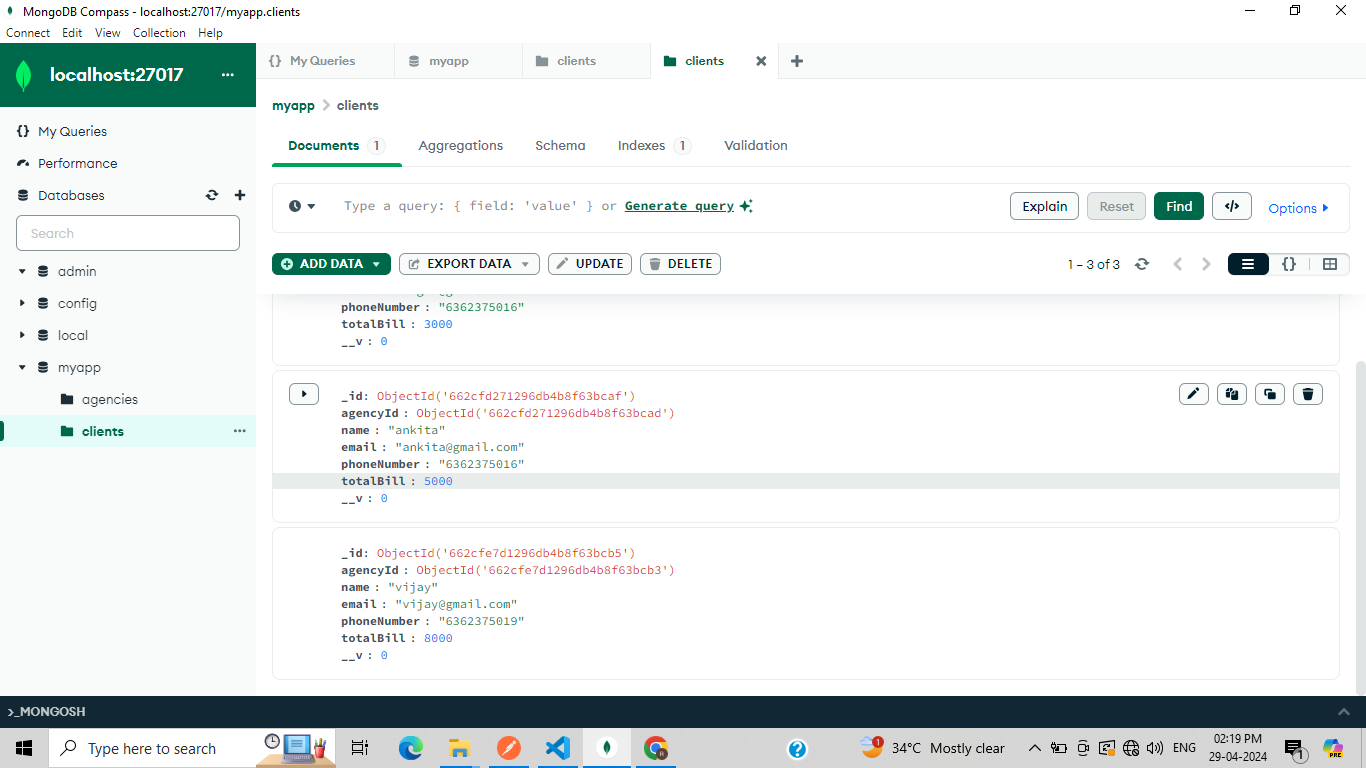 MongoDB Compass - localhost:27017/myapp.clients
Connect Edit View Collection Help
localhost:27017 ...
{} My Queries
myapp
clients
clients
myapp > clients
My Queries
Performance
Databases
Search
admin
config
local
myapp
agencies
clients
Documents 1 Aggregations Schema Indexes 1 Validation
Type a query: { field: 'value' } or Generate query
Explain Reset Find </> Options
ADD DATA EXPORT DATA UPDATE DELETE
1 – 3 of 3 {}
phoneNumber : "6362375016"
totalBill : 3000
__v : 0
_id: ObjectId('662cfd271296db4b8f63bcaf')
agencyId : ObjectId('662cfd271296db4b8f63bcad')
name : "ankita"
email : "ankita@gmail.com"
phoneNumber : "6362375016"
totalBill : 5000
__v : 0
_id: ObjectId('662cfe7d1296db4b8f63bcb5')
agencyId : ObjectId('662cfe7d1296db4b8f63bcb3')
name : "vijay"
email : "vijay@gmail.com"
phoneNumber : "6362375019"
totalBill : 8000
__v : 0
>_MONGOSH
Type here to search
34°C Mostly clear
ENG
02:19 PM
29-04-2024
1
PRE